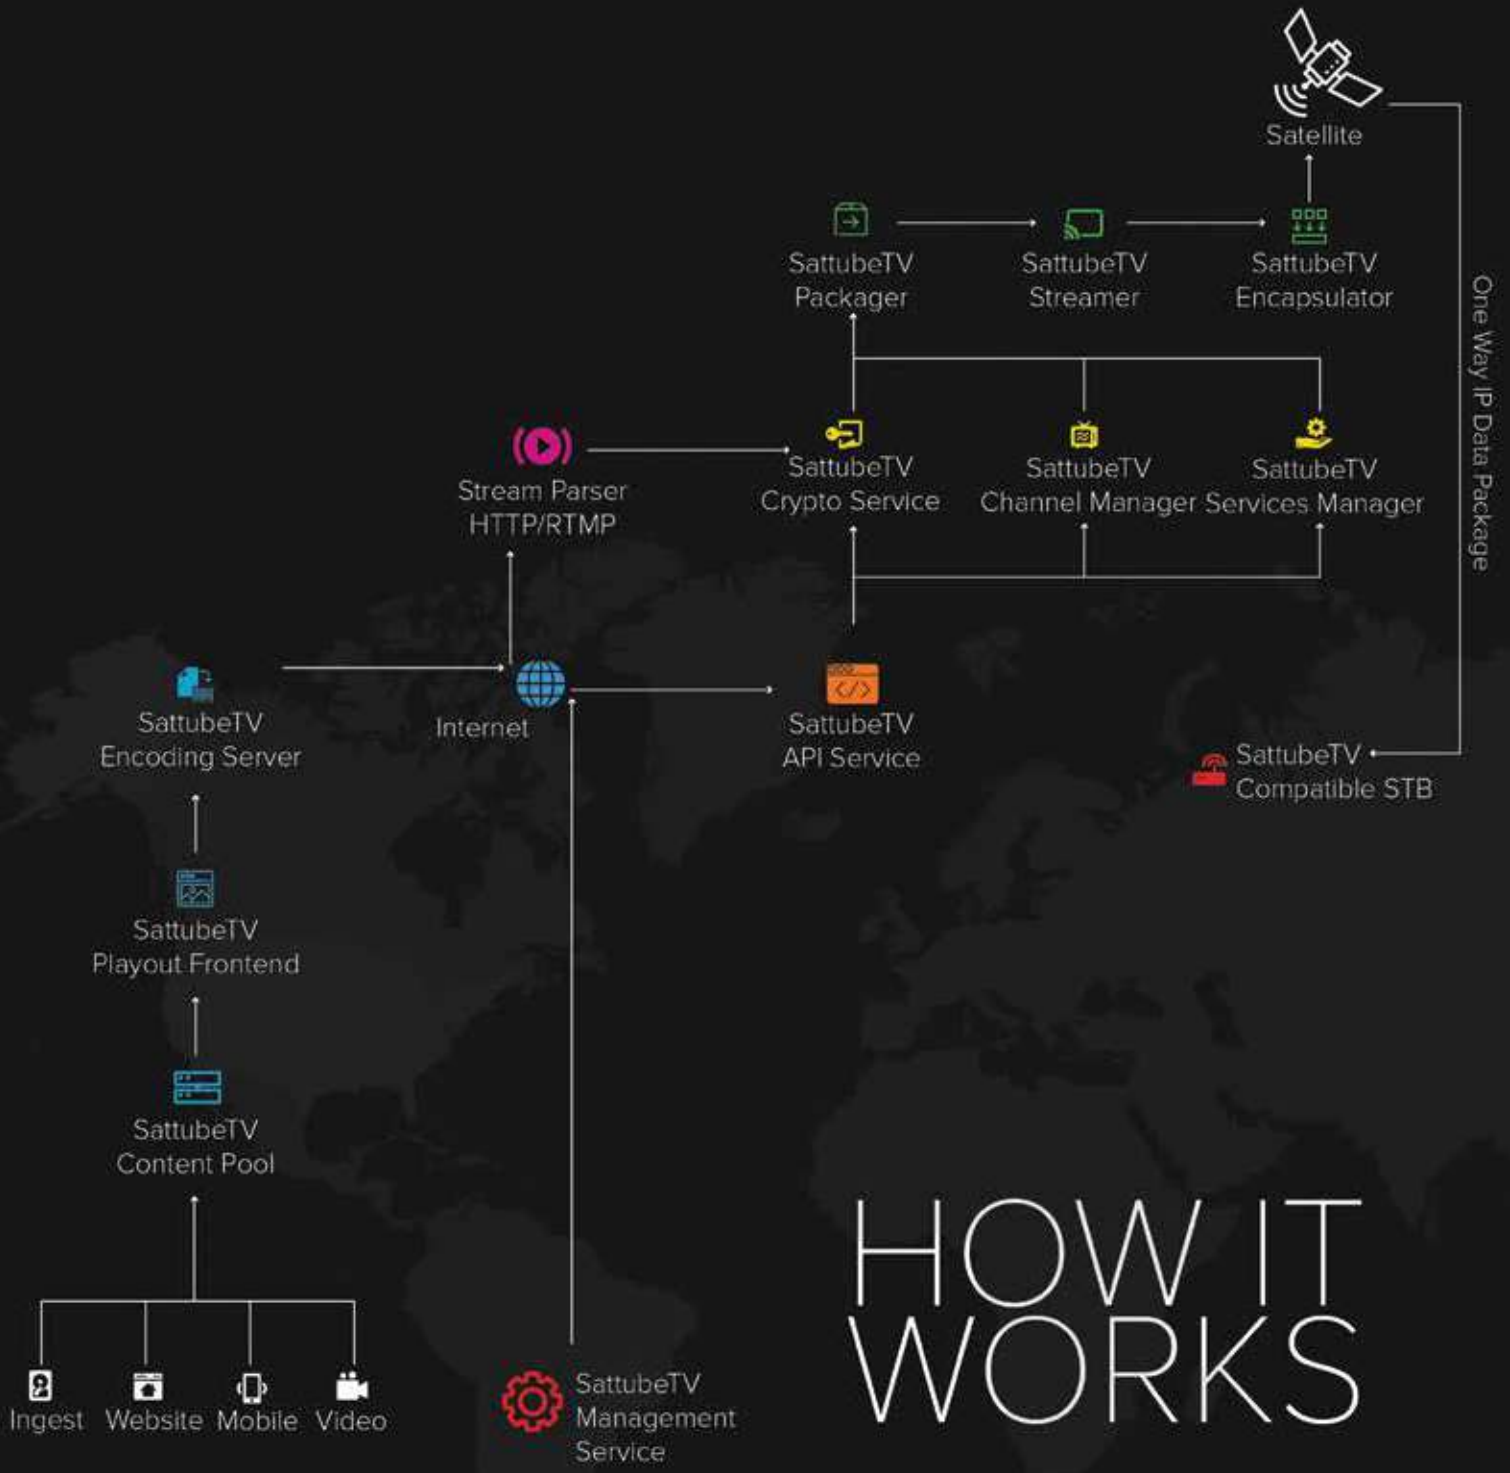 Satellite
SattubeTV
Packager
SattubeTV
Streamer
SattubeTV
Encapsulator
One Way IP Data Package
Stream Parser
HTTP/RTMP
SattubeTV
Crypto Service
SattubeTV
Channel Manager
SattubeTV
Services Manager
SattubeTV
Encoding Server
Internet
SattubeTV
API Service
SattubeTV
Compatible STB
SattubeTV
Playout Frontend
SattubeTV
Content Pool
Ingest
Website
Mobile
Video
SattubeTV
Management
Service
HOW IT
WORKS